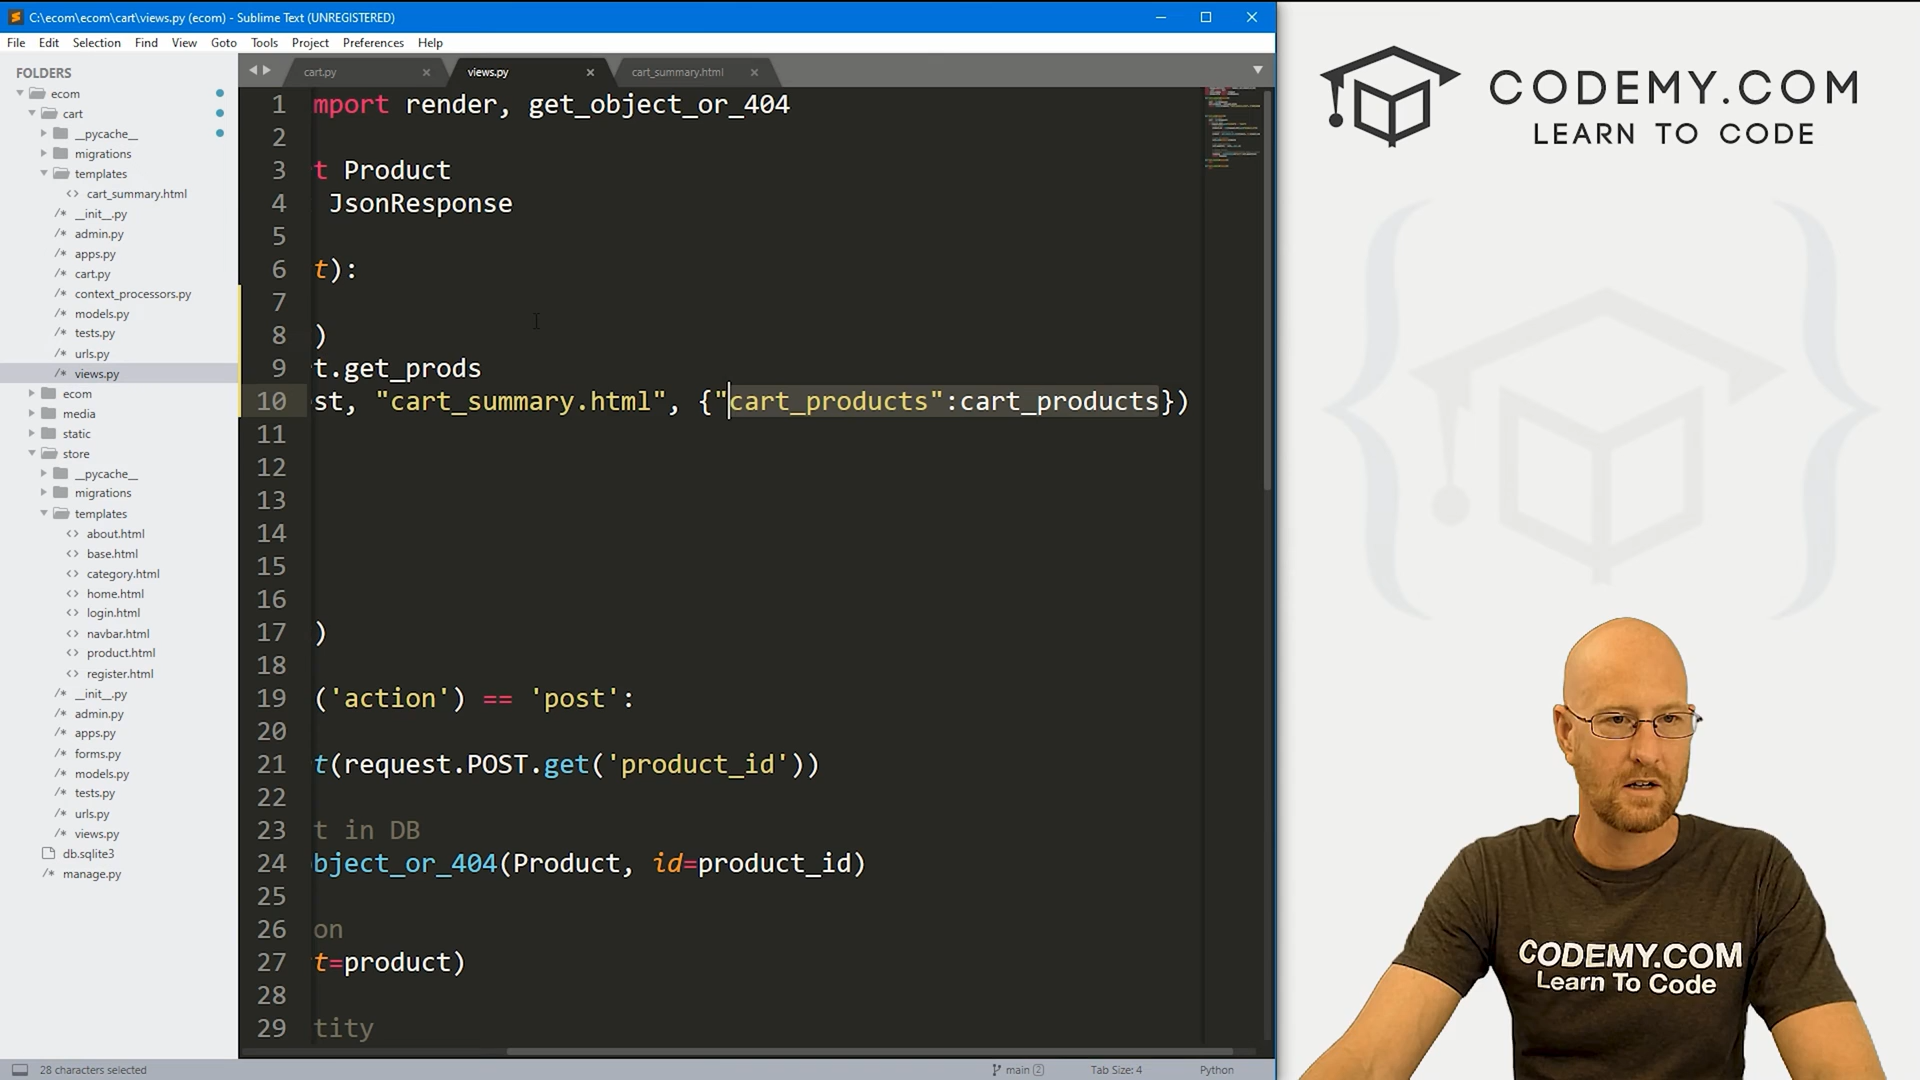 C:\ecom\ecom\cart\views.py (ecom) - Sublime Text (UNREGISTERED)
File Edit Selection Find View Goto Tools Project Preferences Help
FOLDERS
ecom
cart
__pycache__
migrations
templates
cart_summary.html
__init__.py
admin.py
apps.py
cart.py
context_processors.py
models.py
tests.py
urls.py
views.py
ecom
media
static
store
__pycache__
migrations
templates
about.html
base.html
category.html
home.html
login.html
navbar.html
product.html
register.html
__init__.py
admin.py
apps.py
forms.py
models.py
tests.py
urls.py
views.py
db.sqlite3
manage.py
cart.py views.py cart_summary.html
1 mport render, get_object_or_404
2
3 t Product
4 JsonResponse
5
6 t):
7
8 )
9 t.get_prods
10 st, "cart_summary.html", {"cart_products":cart_products})
11
12
13
14
15
16
17 )
18
19 ('action') == 'post':
20
21 t(request.POST.get('product_id'))
22
23 t in DB
24 bject_or_404(Product, id=product_id)
25
26 on
27 t=product)
28
29 tity
28 characters selected main (2) Tab Size: 4 Python
CODEMY.COM
LEARN TO CODE
CODEMY.COM
Learn To Code